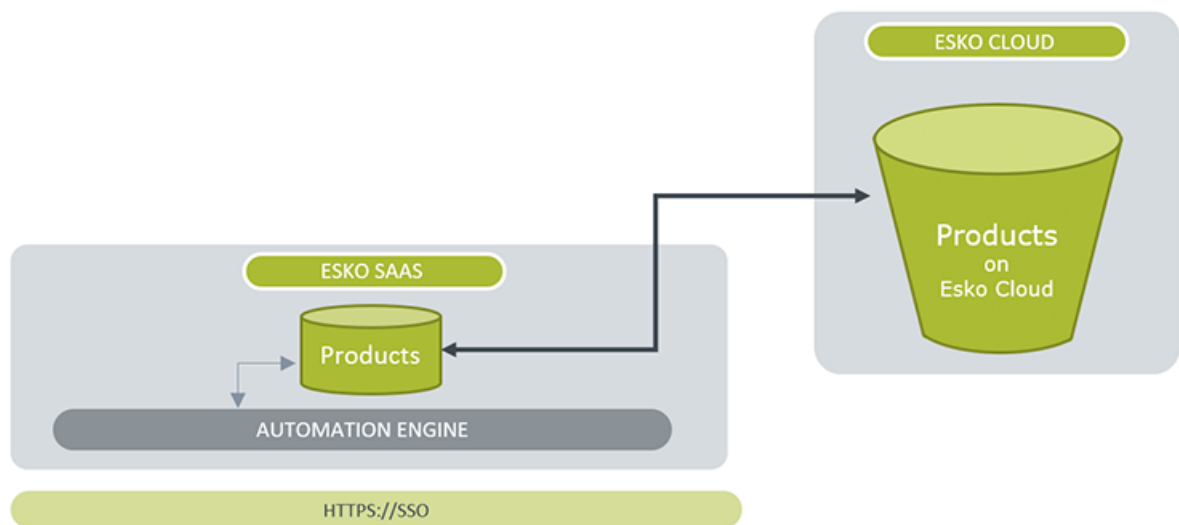 ESKO CLOUD
Products
on
Esko Cloud
ESKO SAAS
Products
AUTOMATION ENGINE
HTTPS://SSO